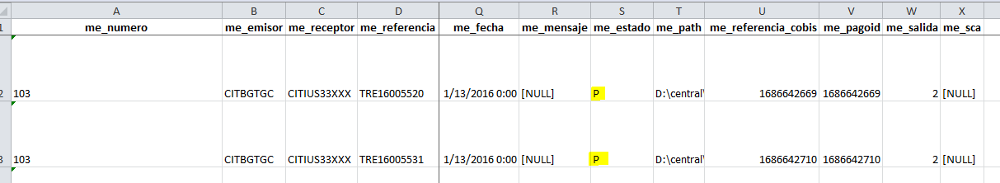 A B C D Q R S T U V W X
1 me_numero me_emisor me_receptor me_referencia me_fecha me_mensaje me_estado me_path me_referencia_cobis me_pagoid me_salida me_sca
2 103 CITBGTGC CITIUS33XXX TRE16005520 1/13/2016 0:00 [NULL] P D:\central\ 1686642669 1686642669 2 [NULL]
3 103 CITBGTGC CITIUS33XXX TRE16005531 1/13/2016 0:00 [NULL] P D:\central\ 1686642710 1686642710 2 [NULL]